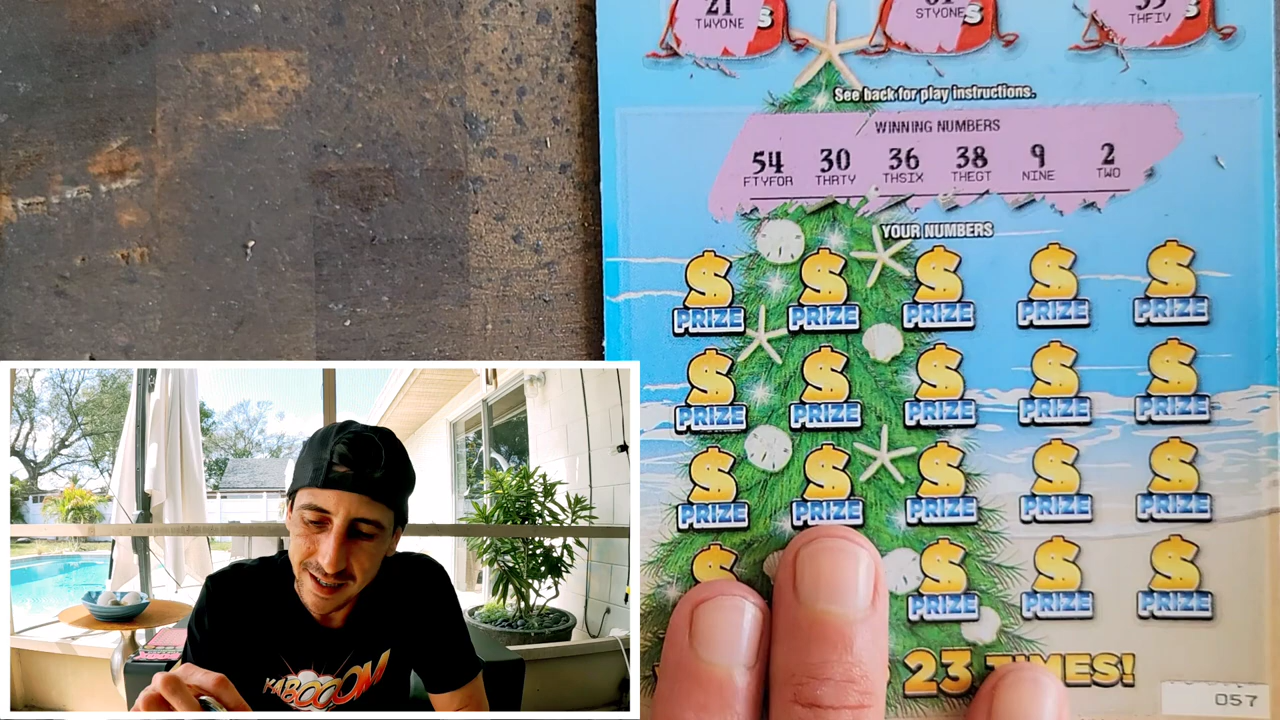 21
TWYONE
STYONE
THFIV
See back for play instructions.
WINNING NUMBERS
54 30 36 38 9 2
FTYFOR THRTY THSIX THEGT NINE TWO
YOUR NUMBERS
$ $ $ $ $
PRIZE PRIZE PRIZE PRIZE PRIZE
$ $ $ $ $
PRIZE PRIZE PRIZE PRIZE PRIZE
$ $ $ $ $
PRIZE PRIZE PRIZE PRIZE PRIZE
$ $ $ $
PRIZE PRIZE PRIZE
23 TIMES!
057
KABOOOM